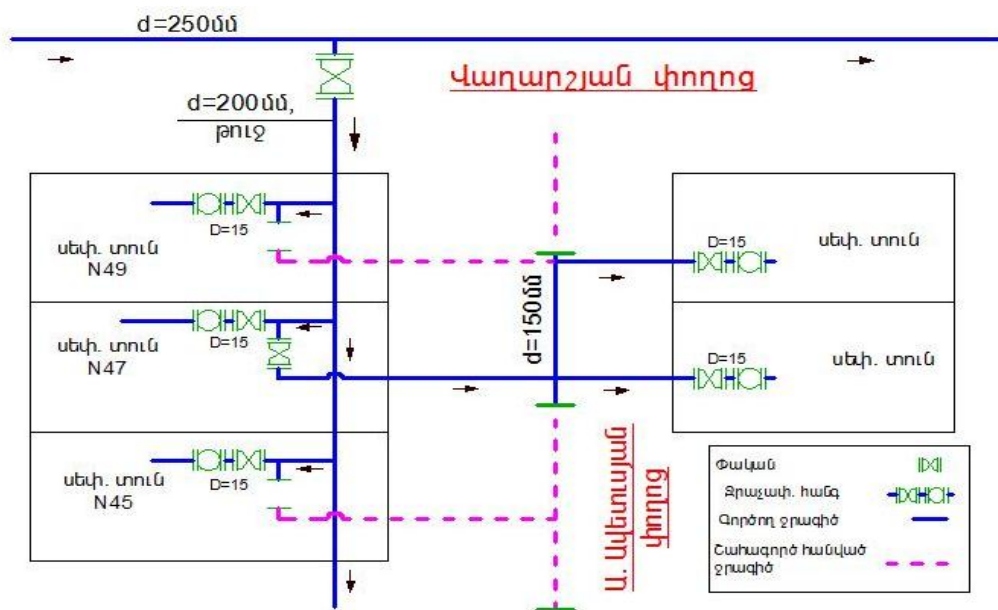 d=250մմ
Վաղարշյան փողոց
d=200մմ,
թուջ
D=15
սեփ. տուն
N49
D=15
սեփ. տուն
N47
D=15
սեփ. տուն
N45
d=150մմ
D=15
սեփ. տուն
D=15
սեփ. տուն
Ա. Ավետիսյան
փողոց
Փական
Ջրաչափ. հանգ
Գործող ջրագիծ
Շահագործ հանված
ջրագիծ